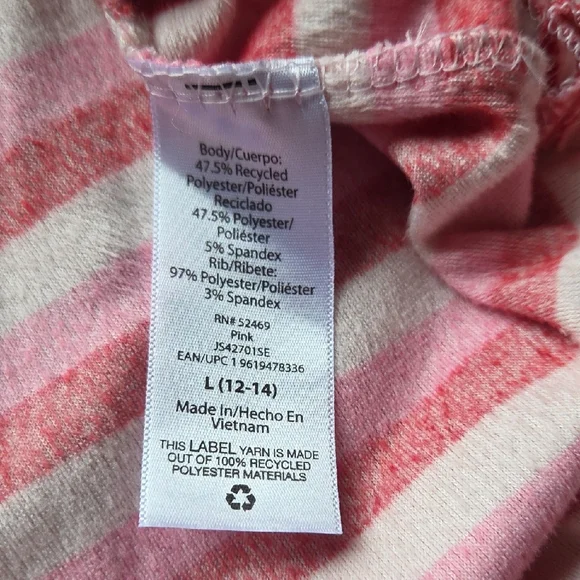 Body/Cuerpo:
47.5% Recycled
Polyester/Poliéster
Reciclado
47.5% Polyester/
Poliéster
5% Spandex
Rib/Ribete:
97% Polyester/Poliéster
3% Spandex
RN# 52469
Pink
JS42701SE
EAN/UPC 1 9619478336
L (12-14)
Made In/Hecho En
Vietnam
THIS LABEL YARN IS MADE
OUT OF 100% RECYCLED
POLYESTER MATERIALS